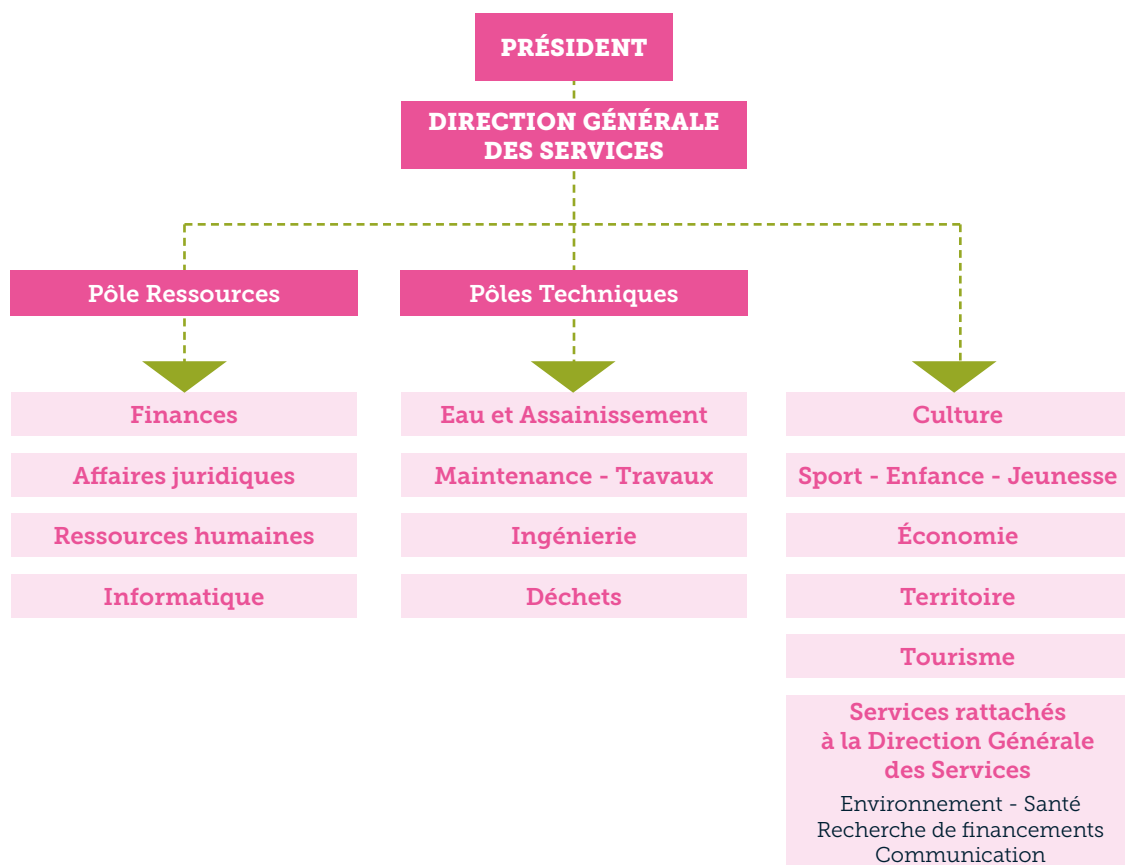 PRÉSIDENT
DIRECTION GÉNÉRALE
DES SERVICES
Pôle Ressources
Finances
Affaires juridiques
Ressources humaines
Informatique
Pôles Techniques
Eau et Assainissement
Maintenance - Travaux
Ingénierie
Déchets
Culture
Sport - Enfance - Jeunesse
Économie
Territoire
Tourisme
Services rattachés
à la Direction Générale
des Services
Environnement - Santé
Recherche de financements
Communication